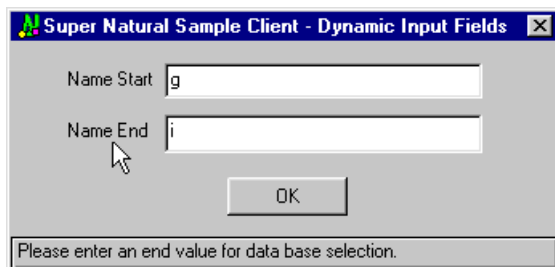 Super Natural Sample Client - Dynamic Input Fields
Name Start g
Name End i
OK
Please enter an end value for data base selection.